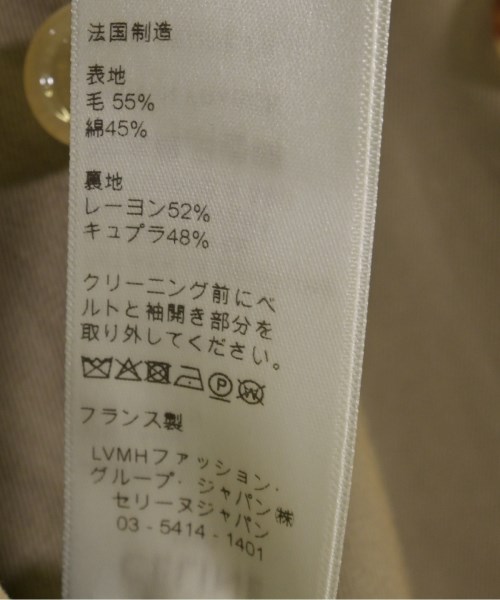 法国制造
表地
毛 55%
綿45%
裏地
レーヨン52%
キュプラ48%
クリーニング前にベ
ルトと袖開き部分を
取り外してください。
P
W
フランス製
LVMHファッション・
グループ・ジャパン㈱
セリーヌジャパン
03 - 5414 - 1401